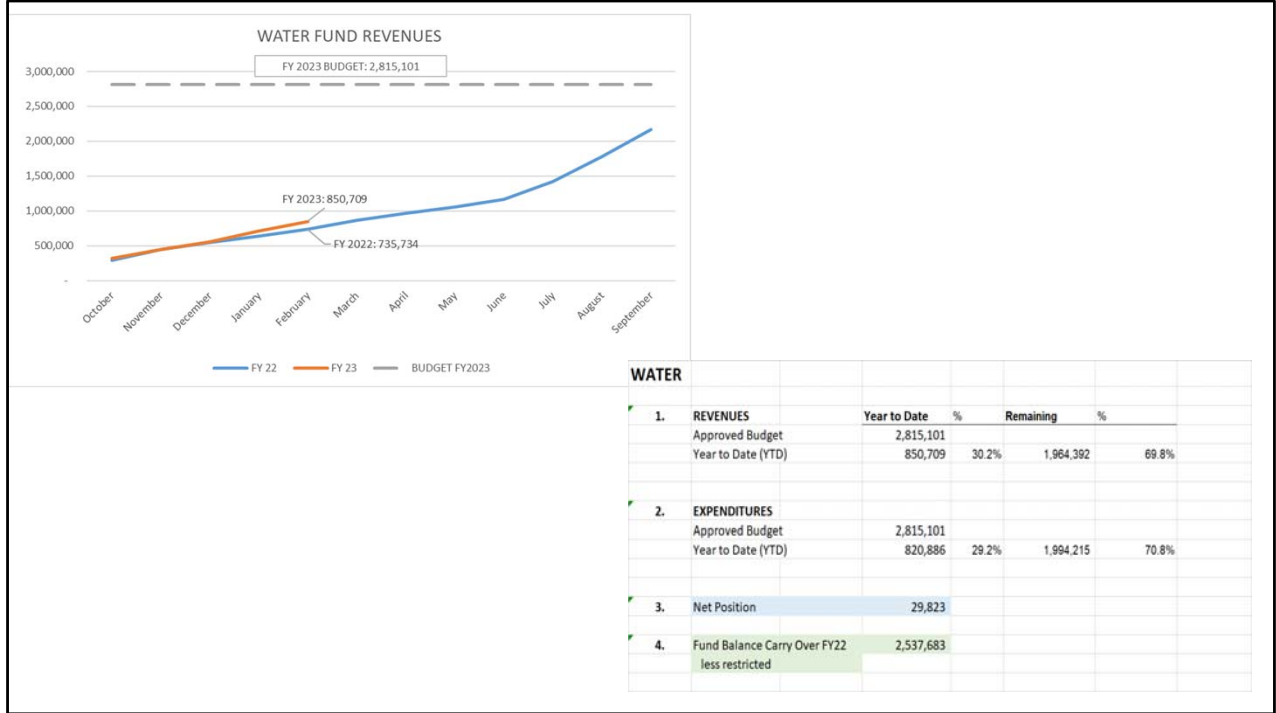 WATER FUND REVENUES
FY 2023 BUDGET: 2,815,101
3,000,000
2,500,000
2,000,000
1,500,000
1,000,000
500,000
-
FY 2023: 850,709
FY 2022: 735,734
October November December January February March April May June July August September
FY 22 FY 23 BUDGET FY2023
WATER
1. REVENUES Year to Date % Remaining %
Approved Budget 2,815,101
Year to Date (YTD) 850,709 30.2% 1,964,392 69.8%
2. EXPENDITURES
Approved Budget 2,815,101
Year to Date (YTD) 820,886 29.2% 1,994,215 70.8%
3. Net Position 29,823
4. Fund Balance Carry Over FY22 2,537,683
less restricted